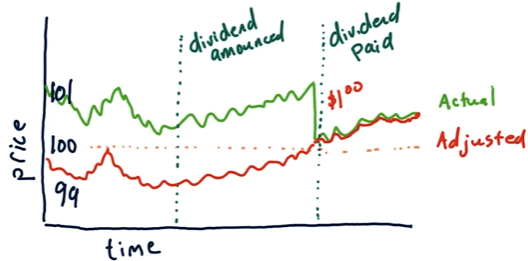 dividend
announced
dividend
paid
101
$1.00
Actual
100
Adjusted
99
price
time